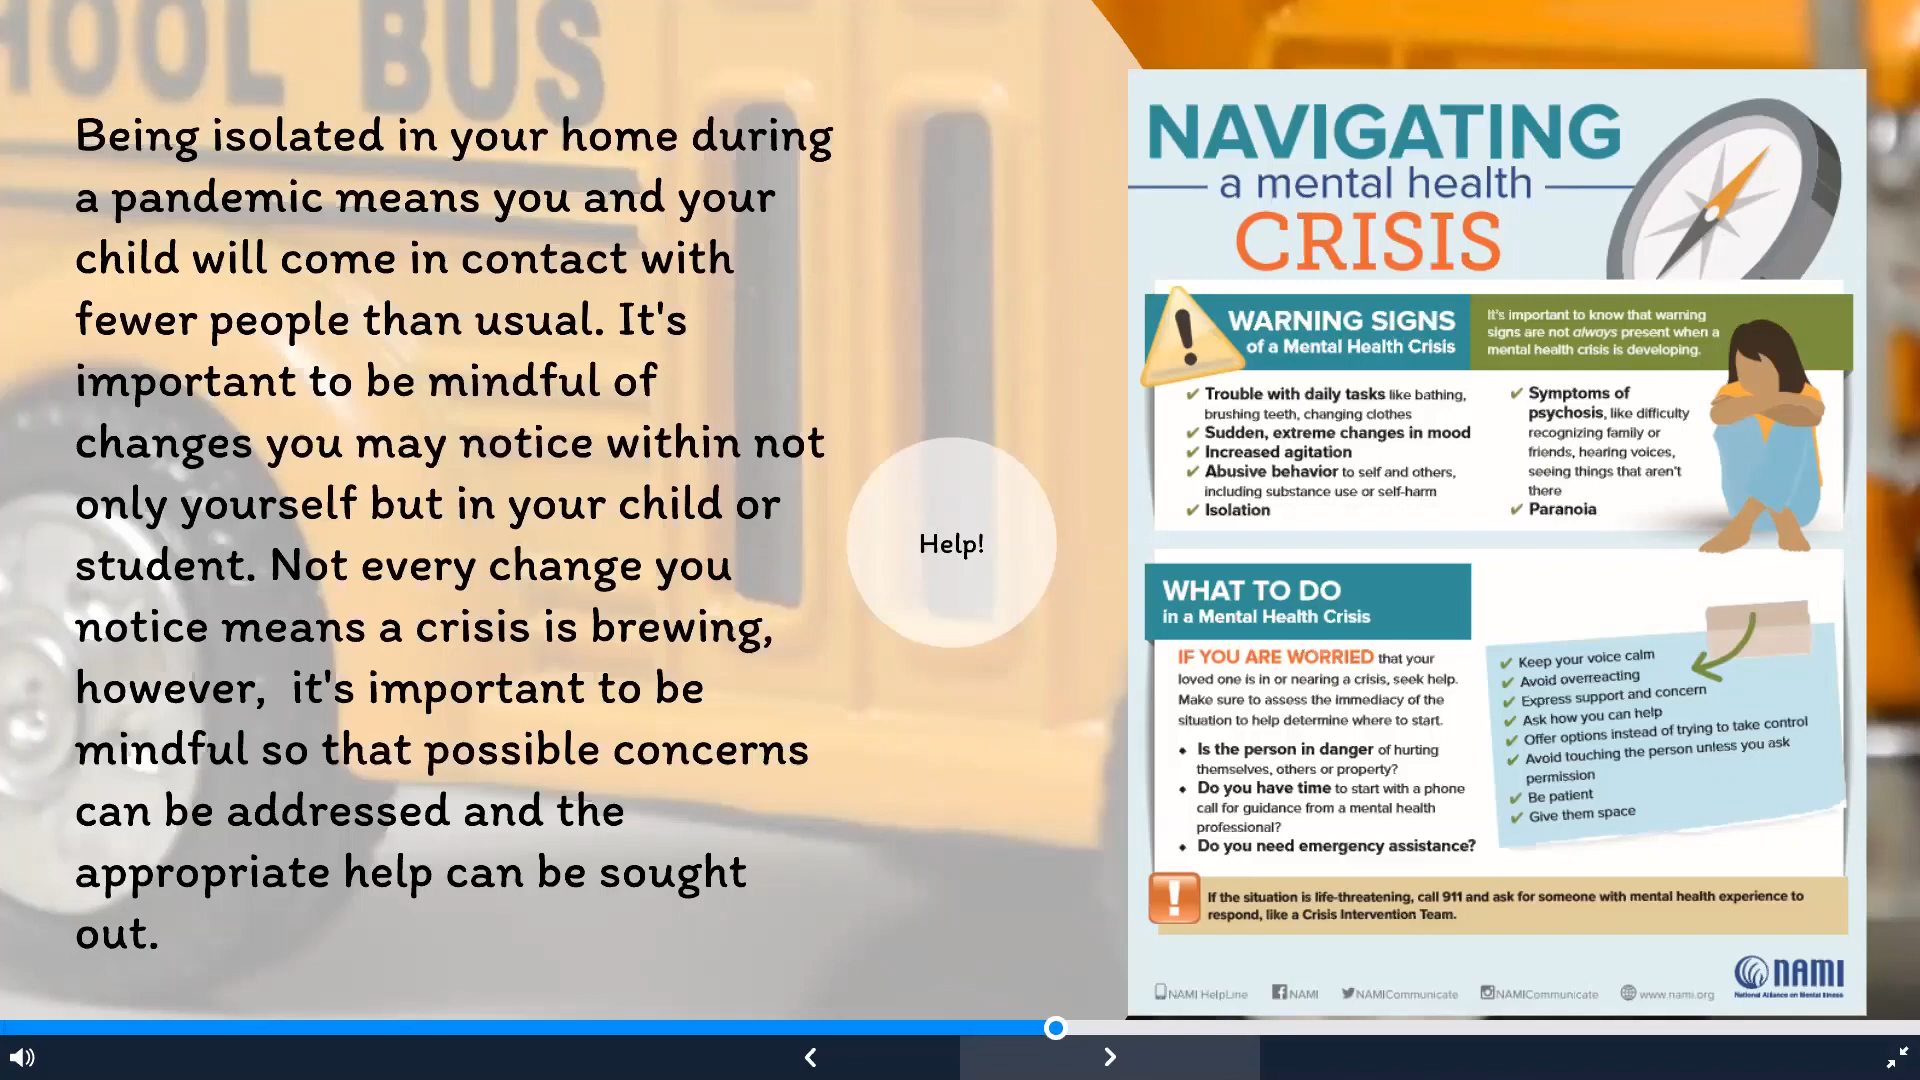 SCHOOL BUS
Being isolated in your home during
a pandemic means you and your
child will come in contact with
fewer people than usual. It's
important to be mindful of
changes you may notice within not
only yourself but in your child or
student. Not every change you
notice means a crisis is brewing,
however,  it's important to be
mindful so that possible concerns
can be addressed and the
appropriate help can be sought
out.
Help!
NAVIGATING
a mental health
CRISIS
WARNING SIGNS
of a Mental Health Crisis
It's important to know that warning
signs are not always present when a
mental health crisis is developing.
✔ Trouble with daily tasks like bathing,
brushing teeth, changing clothes
✔ Sudden, extreme changes in mood
✔ Increased agitation
✔ Abusive behavior to self and others,
including substance use or self-harm
✔ Isolation
✔ Symptoms of
psychosis, like difficulty
recognizing family or
friends, hearing voices,
seeing things that aren't
there
✔ Paranoia
WHAT TO DO
in a Mental Health Crisis
IF YOU ARE WORRIED that your
loved one is in or nearing a crisis, seek help.
Make sure to assess the immediacy of the
situation to help determine where to start.
• Is the person in danger of hurting
themselves, others or property?
• Do you have time to start with a phone
call for guidance from a mental health
professional?
• Do you need emergency assistance?
✔ Keep your voice calm
✔ Avoid overreacting
✔ Express support and concern
✔ Ask how you can help
✔ Offer options instead of trying to take control
✔ Avoid touching the person unless you ask
permission
✔ Be patient
✔ Give them space
If the situation is life-threatening, call 911 and ask for someone with mental health experience to
respond, like a Crisis Intervention Team.
NAMI
National Alliance on Mental Illness
NAMI HelpLine NAMI NAMICommunicate NAMICommunicate www.nami.org